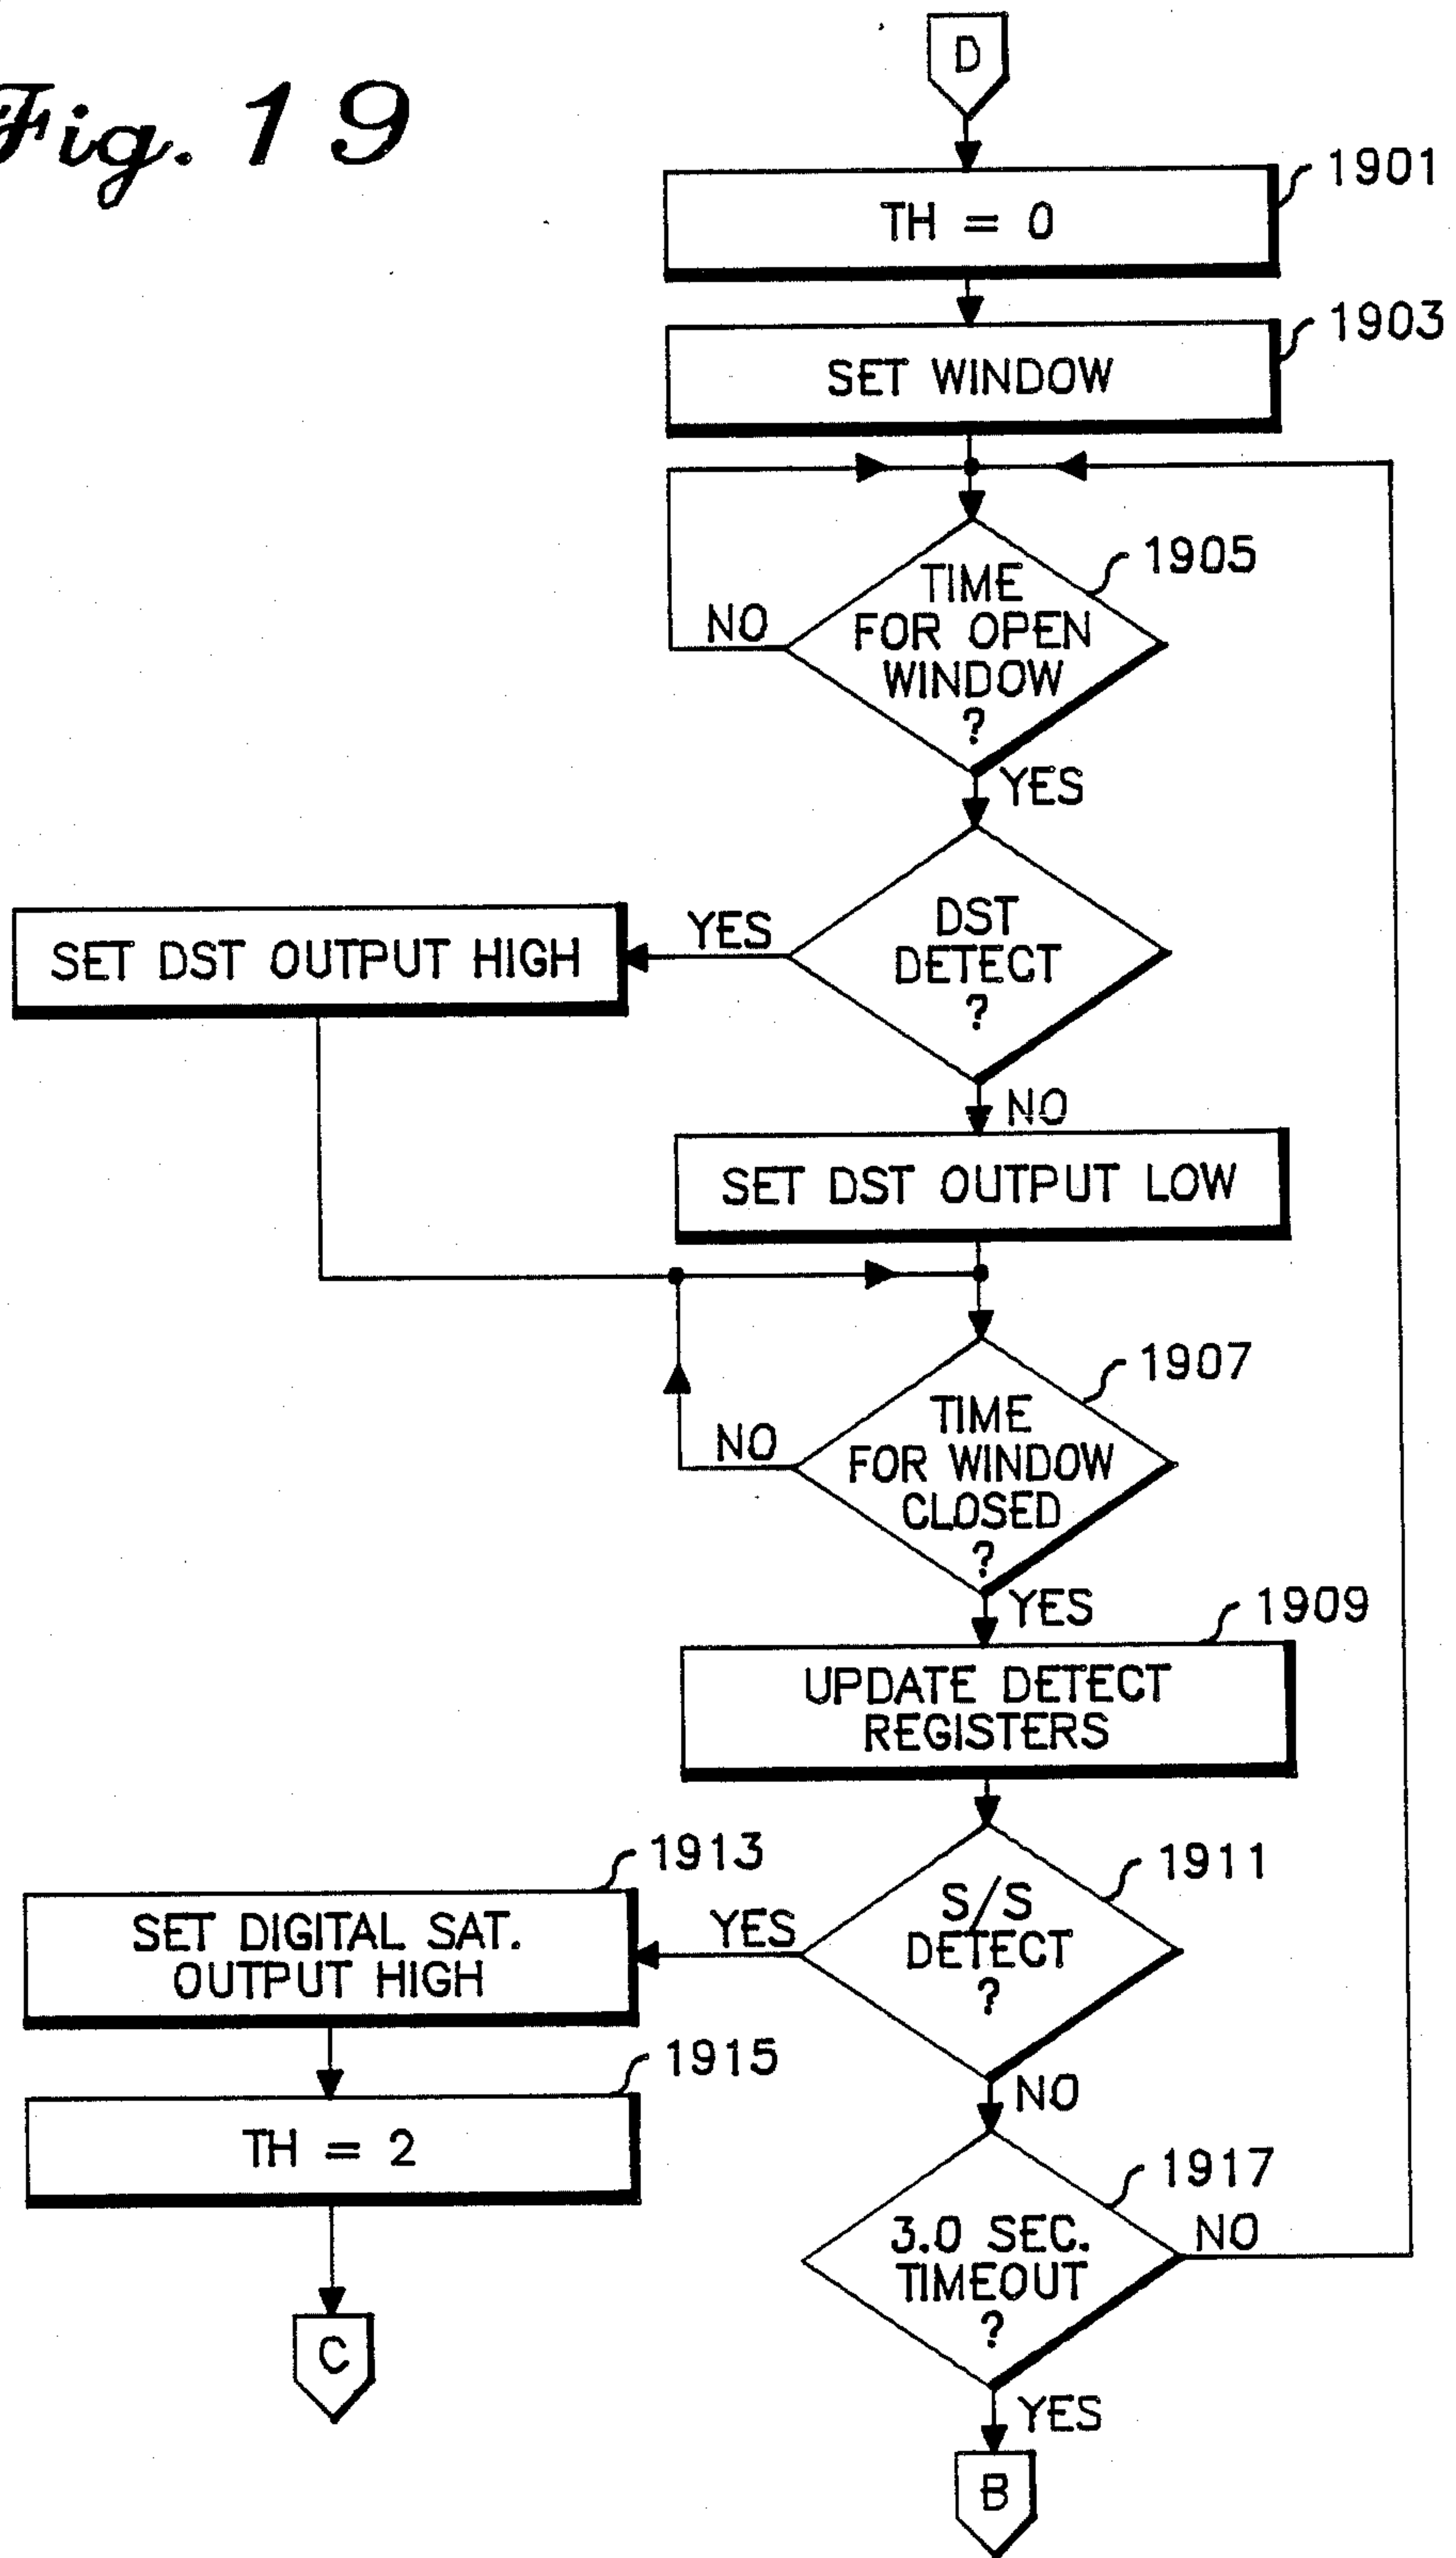 Fig. 19
D
1901
TH = 0
1903
SET WINDOW
1905
TIME
FOR OPEN
WINDOW
?
NO
YES
DST
DETECT
?
YES
SET DST OUTPUT HIGH
NO
SET DST OUTPUT LOW
1907
TIME
FOR WINDOW
CLOSED
?
NO
YES
1909
UPDATE DETECT
REGISTERS
1911
S/S
DETECT
?
YES
1913
SET DIGITAL SAT.
OUTPUT HIGH
1915
TH = 2
C
NO
1917
3.0 SEC.
TIMEOUT
?
NO
YES
B